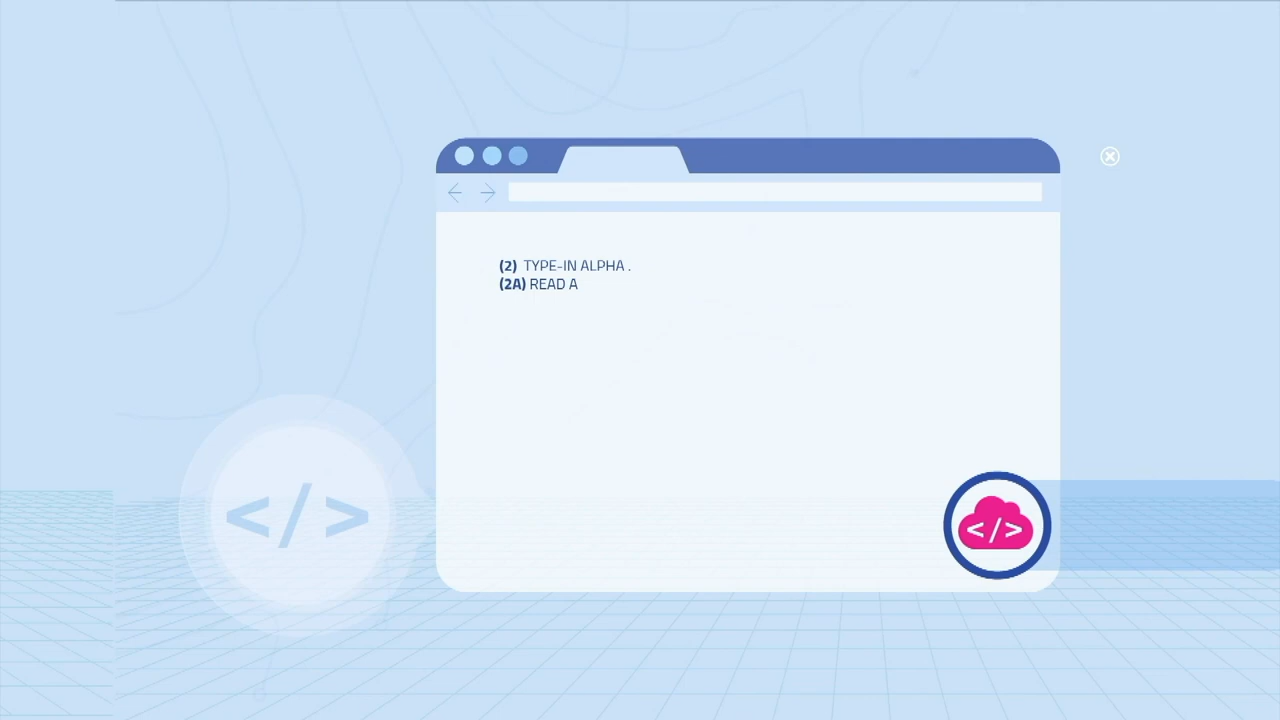 (2) TYPE-IN ALPHA .
(2A) READ A
</>
</>